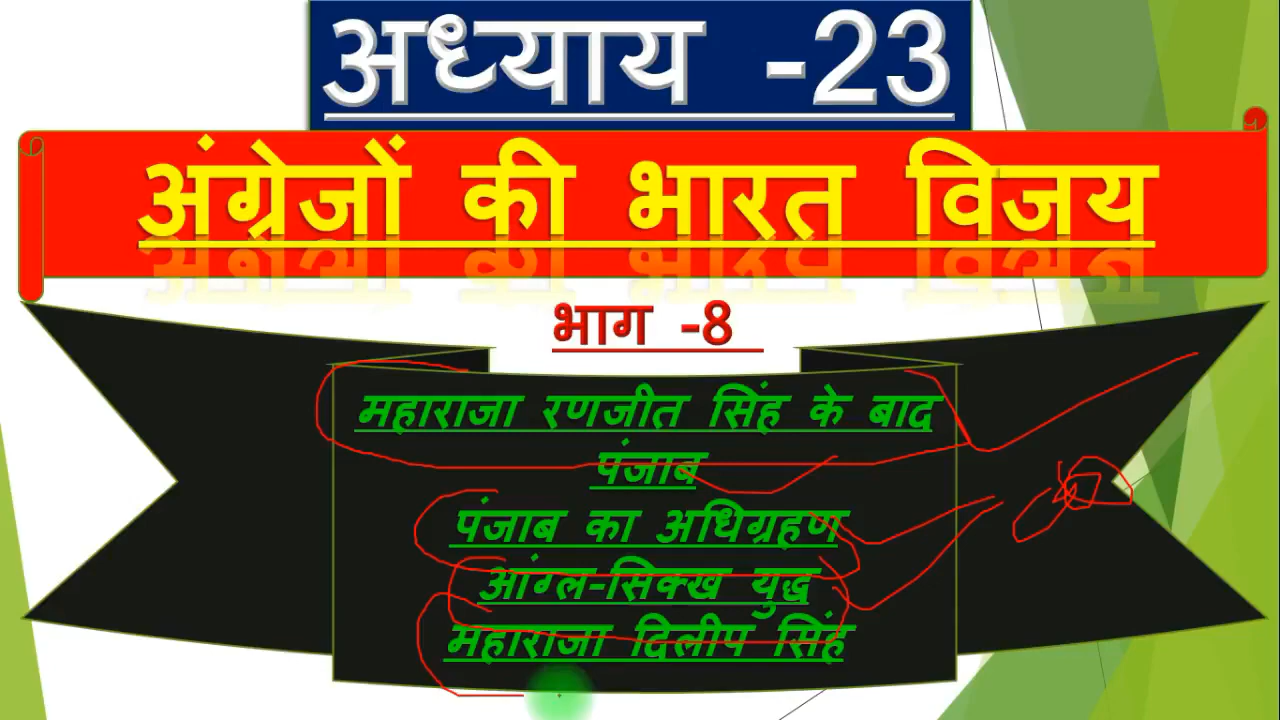 अध्याय -23
अंग्रेजों की भारत विजय
भाग -8
महाराजा रणजीत सिंह के बाद
पंजाब
पंजाब का अधिग्रहण
आंग्ल-सिक्ख युद्ध
महाराजा दिलीप सिंह